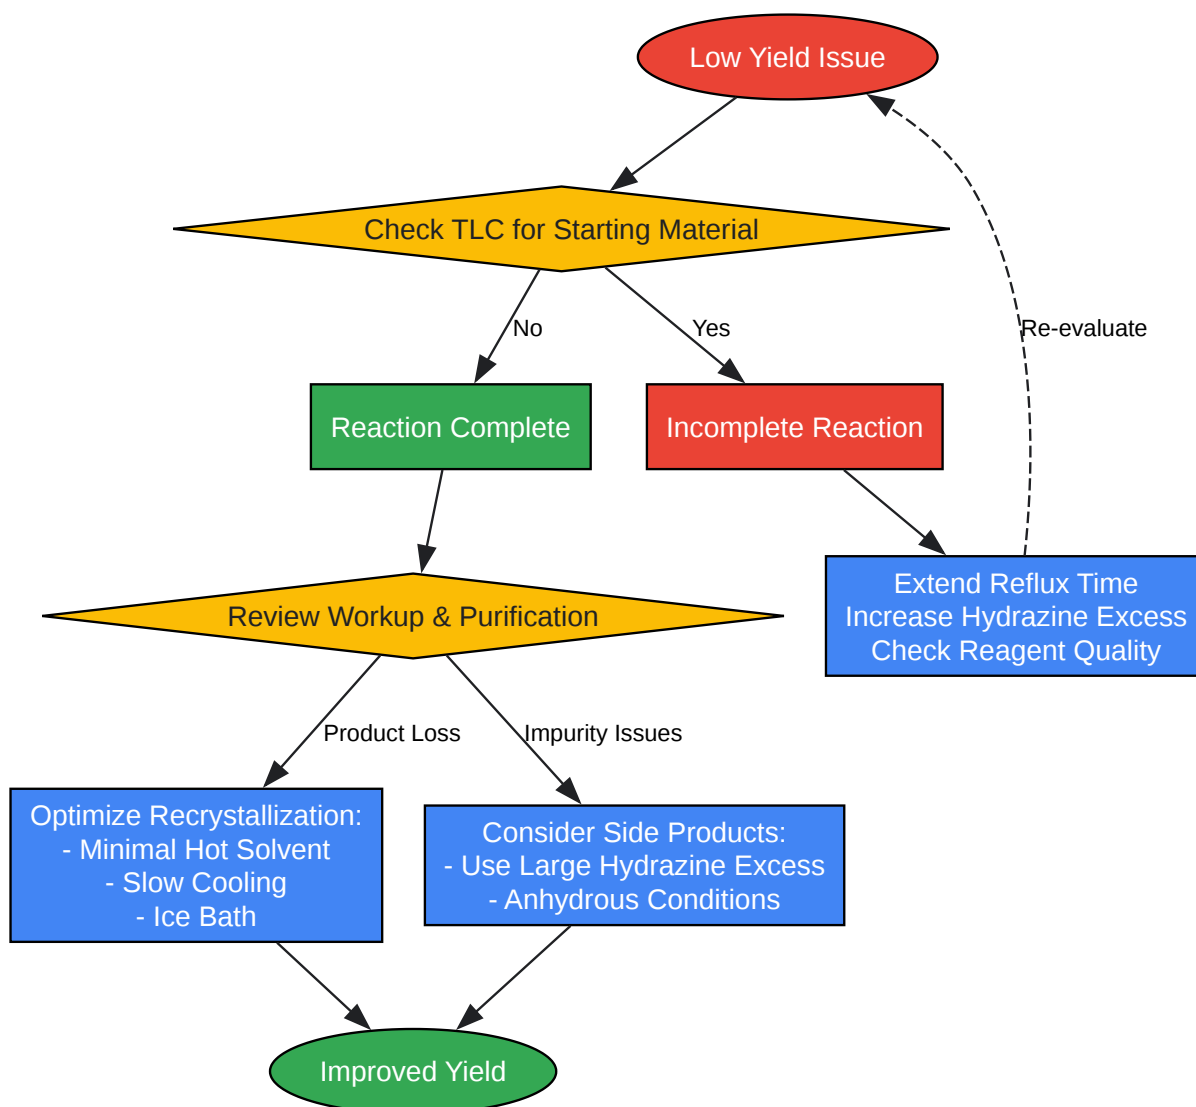 Low Yield Issue
Check TLC for Starting Material
No
Yes
Re-evaluate
Reaction Complete
Incomplete Reaction
Extend Reflux Time
Increase Hydrazine Excess
Check Reagent Quality
Review Workup & Purification
Product Loss
Impurity Issues
Optimize Recrystallization:
- Minimal Hot Solvent
- Slow Cooling
- Ice Bath
Consider Side Products:
- Use Large Hydrazine Excess
- Anhydrous Conditions
Improved Yield